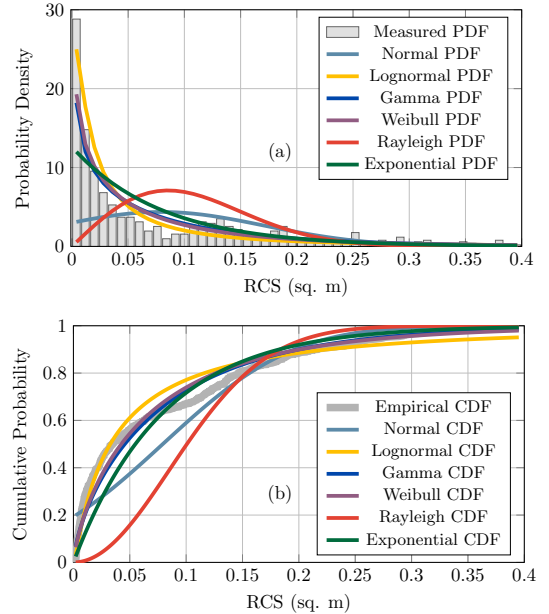 30
20
10
0
Probability Density
Measured PDF
Normal PDF
Lognormal PDF
Gamma PDF
Weibull PDF
Rayleigh PDF
Exponential PDF
(a)
0 0.05 0.1 0.15 0.2 0.25 0.3 0.35 0.4
RCS (sq. m)
1
0.8
0.6
0.4
0.2
0
Cumulative Probability
Empirical CDF
Normal CDF
Lognormal CDF
Gamma CDF
Weibull CDF
Rayleigh CDF
Exponential CDF
(b)
0 0.05 0.1 0.15 0.2 0.25 0.3 0.35 0.4
RCS (sq. m)